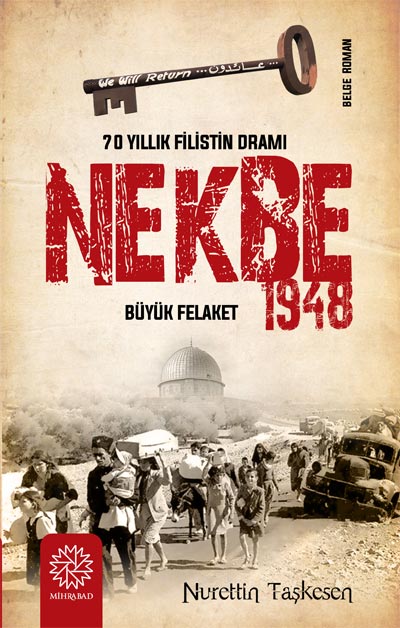 We Will Return ...عائدون...
BELGE ROMAN
70 YILLIK FİLİSTİN DRAMI
NEKBE
1948
BÜYÜK FELAKET
MİHRABAD
Nurettin Taşkesen